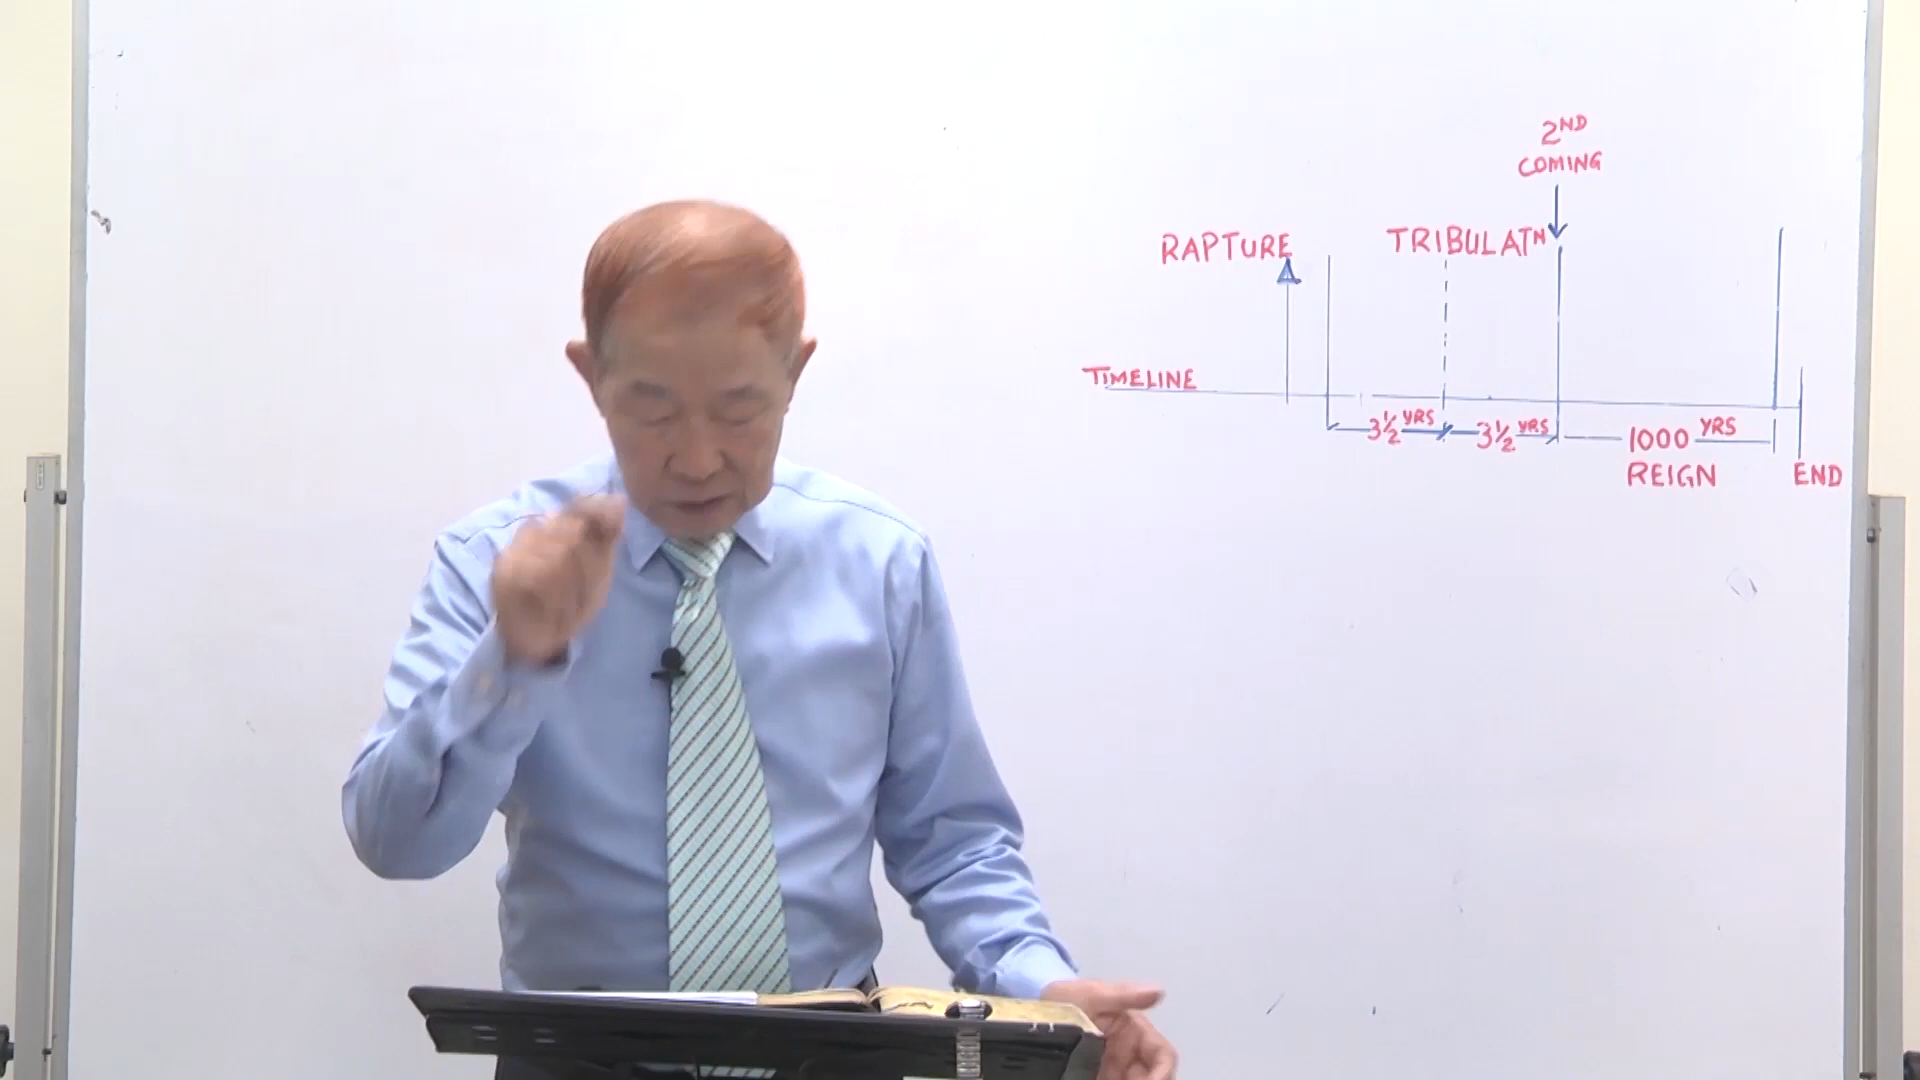 2ND
COMING
RAPTURE
TRIBULATN
TIMELINE
3½ YRS
3½ YRS
1000 YRS
REIGN
END